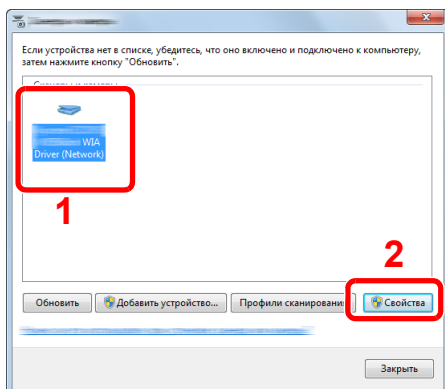 Если устройства нет в списке, убедитесь, что оно включено и подключено к компьютеру,
затем нажмите кнопку "Обновить".
WIA
Driver (Network)
1
2
Обновить
Добавить устройство...
Профили сканирования
Свойства
Закрыть